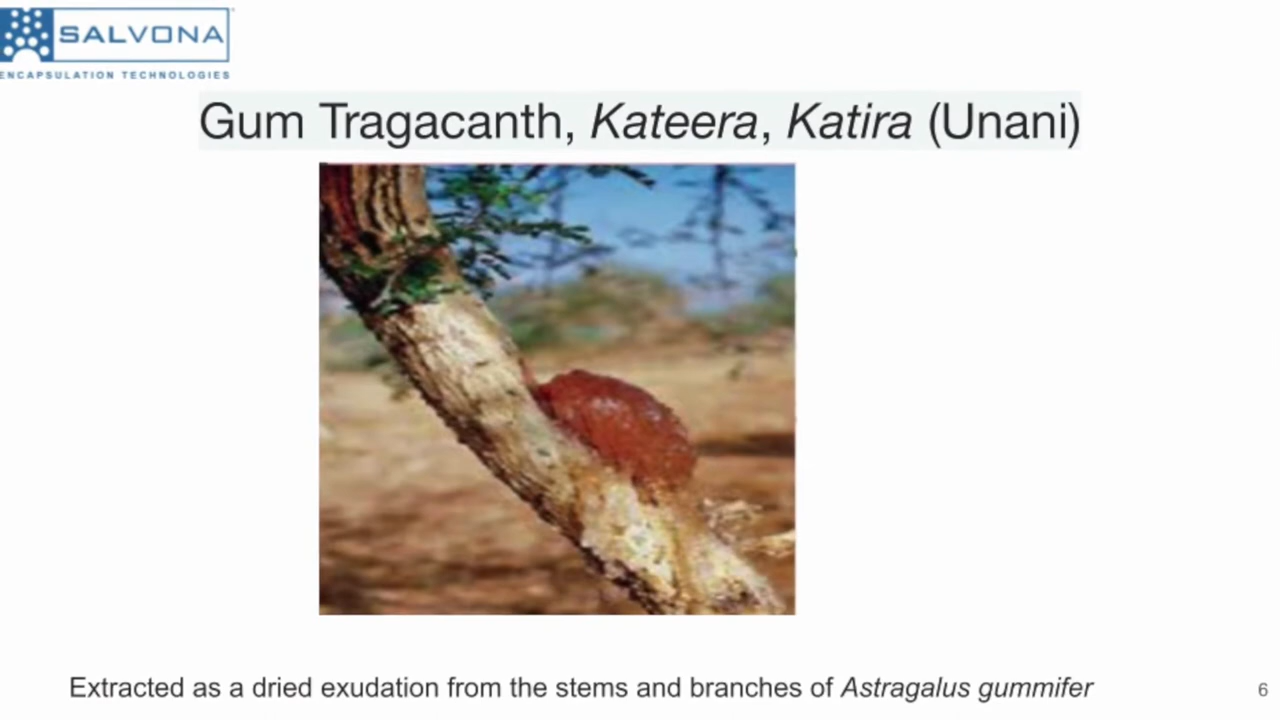 SALVONA
ENCAPSULATION TECHNOLOGIES
Gum Tragacanth, Kateera, Katira (Unani)
Extracted as a dried exudation from the stems and branches of Astragalus gummifer
6